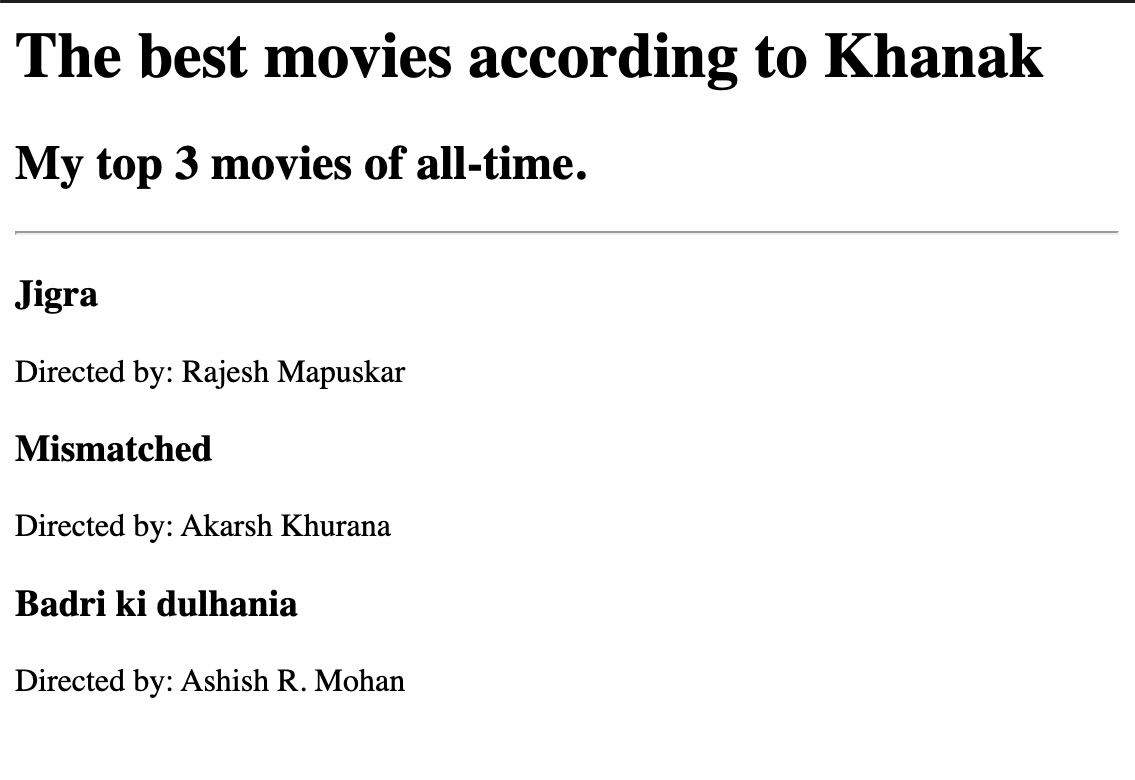 The best movies according to Khanak
My top 3 movies of all-time.
Jigra
Directed by: Rajesh Mapuskar
Mismatched
Directed by: Akarsh Khurana
Badri ki dulhania
Directed by: Ashish R. Mohan